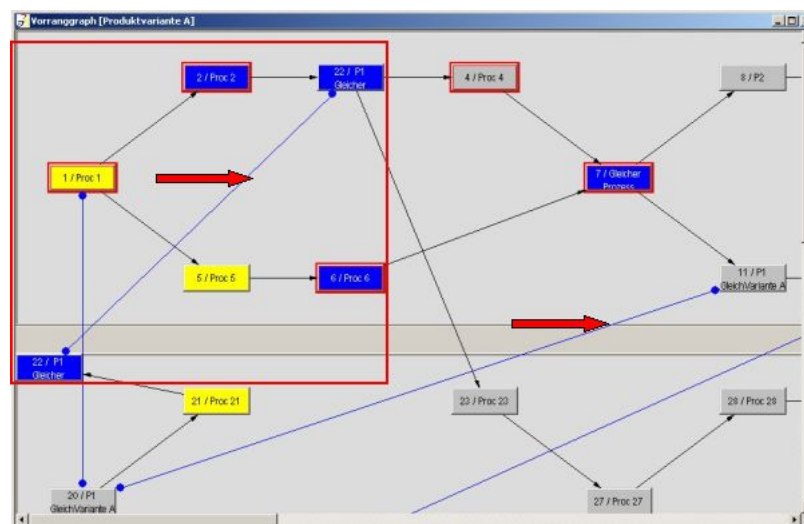 Vorranggraph [Produktvariante A]
2 / Proc 2
22 / P1
Gleicher
4 / Proc 4
8 / P2
1 / Proc 1
7 / Gleicher
Prozess
5 / Proc 5
6 / Proc 6
11 / P1
GleichVariante A
22 / P1
Gleicher
21 / Proc 21
23 / Proc 23
28 / Proc 28
20 / P1
GleichVariante A
27 / Proc 27